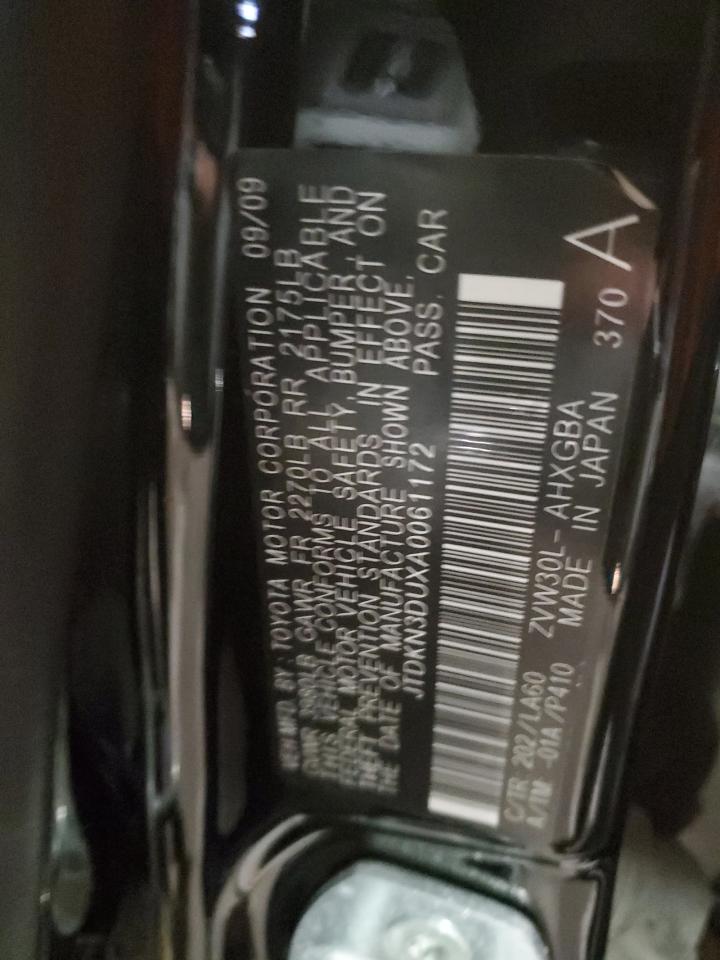 VEH MFD. BY: TOYOTA MOTOR CORPORATION 09/09
GVWR 3980LB GAWR FR 2270LB RR 2175LB
THIS VEHICLE CONFORMS TO ALL APPLICABLE
FEDERAL MOTOR VEHICLE SAFETY, BUMPER, AND
THEFT PREVENTION STANDARDS IN EFFECT ON
THE DATE OF MANUFACTURE SHOWN ABOVE.
JTDKN3DUXA0061172 PASS. CAR
C/TR 202/LA60 ZVW30L-AHXGBA
A/TM -01A/P410 MADE IN JAPAN 370 A